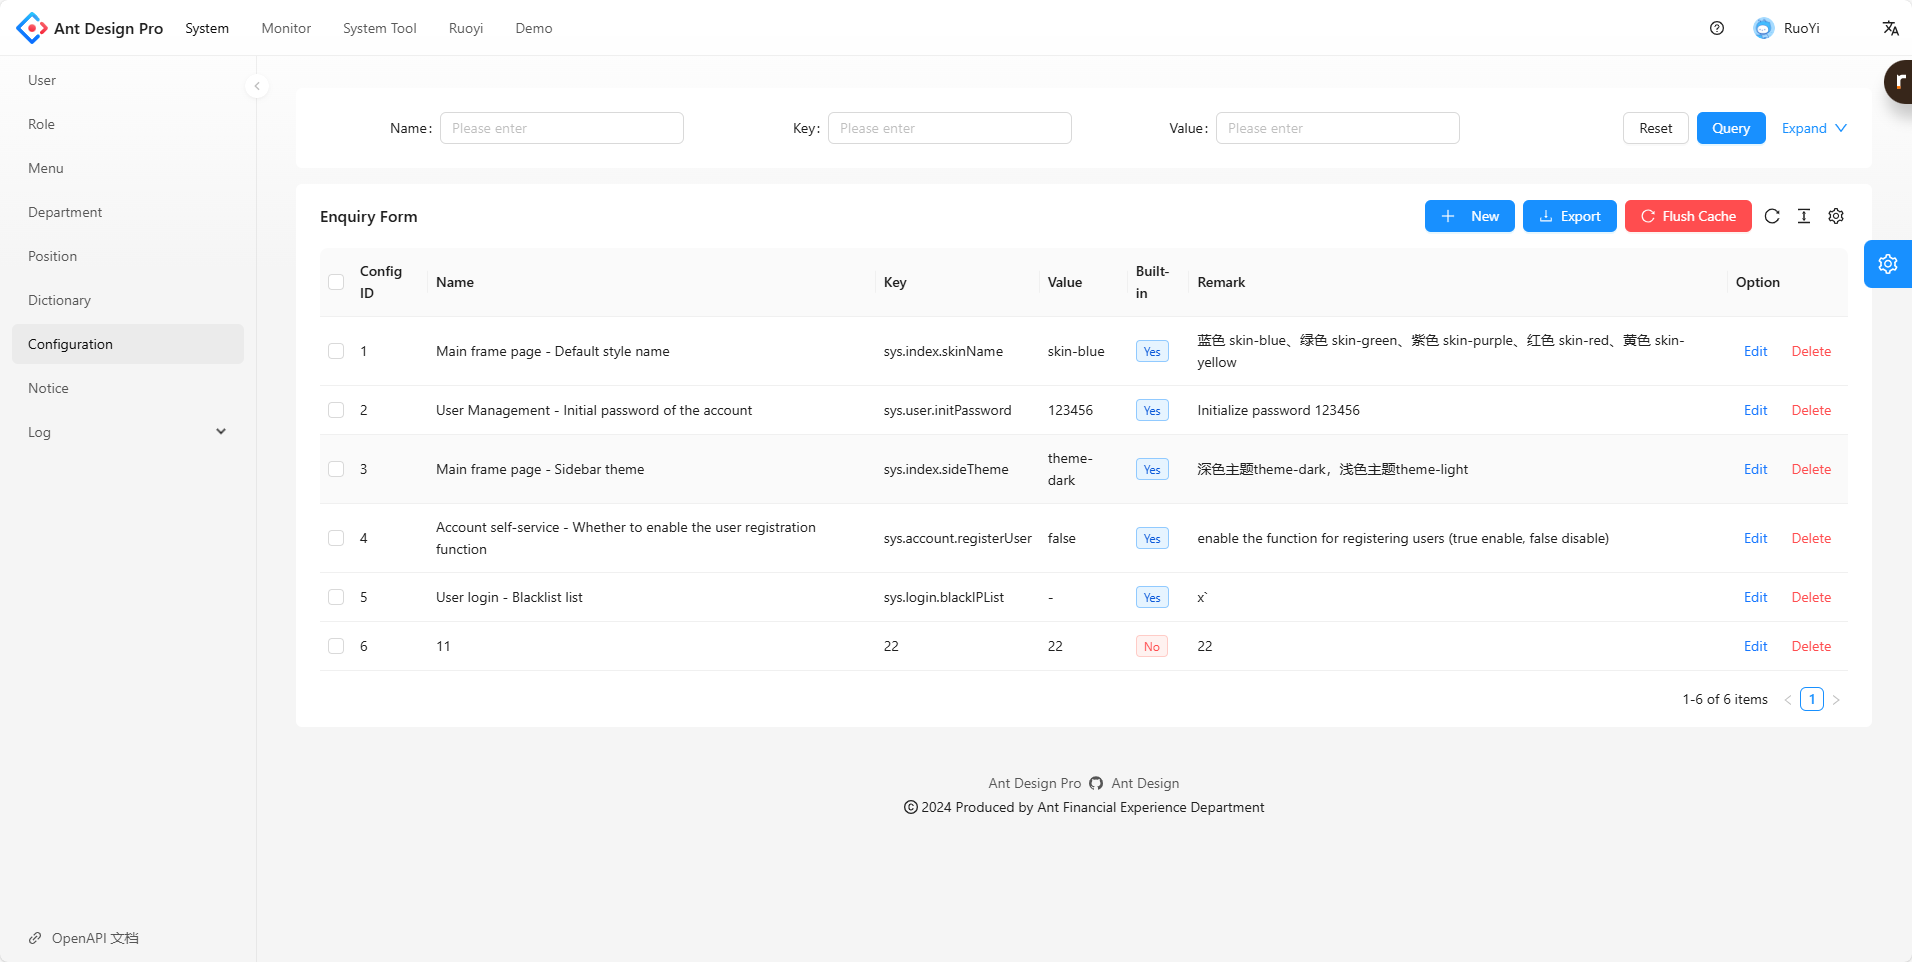 Ant Design Pro System Monitor System Tool Ruoyi Demo RuoYi
User
Role
Menu
Department
Position
Dictionary
Configuration
Notice
Log
OpenAPI 文档
Name: Please enter Key: Please enter Value: Please enter Reset Query Expand
Enquiry Form New Export Flush Cache
Config
ID Name Key Value Built-
in Remark Option
1 Main frame page - Default style name sys.index.skinName skin-blue Yes 蓝色 skin-blue、绿色 skin-green、紫色 skin-purple、红色 skin-red、黄色 skin-
yellow Edit Delete
2 User Management - Initial password of the account sys.user.initPassword 123456 Yes Initialize password 123456 Edit Delete
3 Main frame page - Sidebar theme sys.index.sideTheme theme-
dark Yes 深色主题theme-dark，浅色主题theme-light Edit Delete
4 Account self-service - Whether to enable the user registration
function sys.account.registerUser false Yes enable the function for registering users (true enable, false disable) Edit Delete
5 User login - Blacklist list sys.login.blackIPList - Yes x` Edit Delete
6 11 22 22 No 22 Edit Delete
1-6 of 6 items < 1 >
Ant Design Pro Ant Design
© 2024 Produced by Ant Financial Experience Department
r